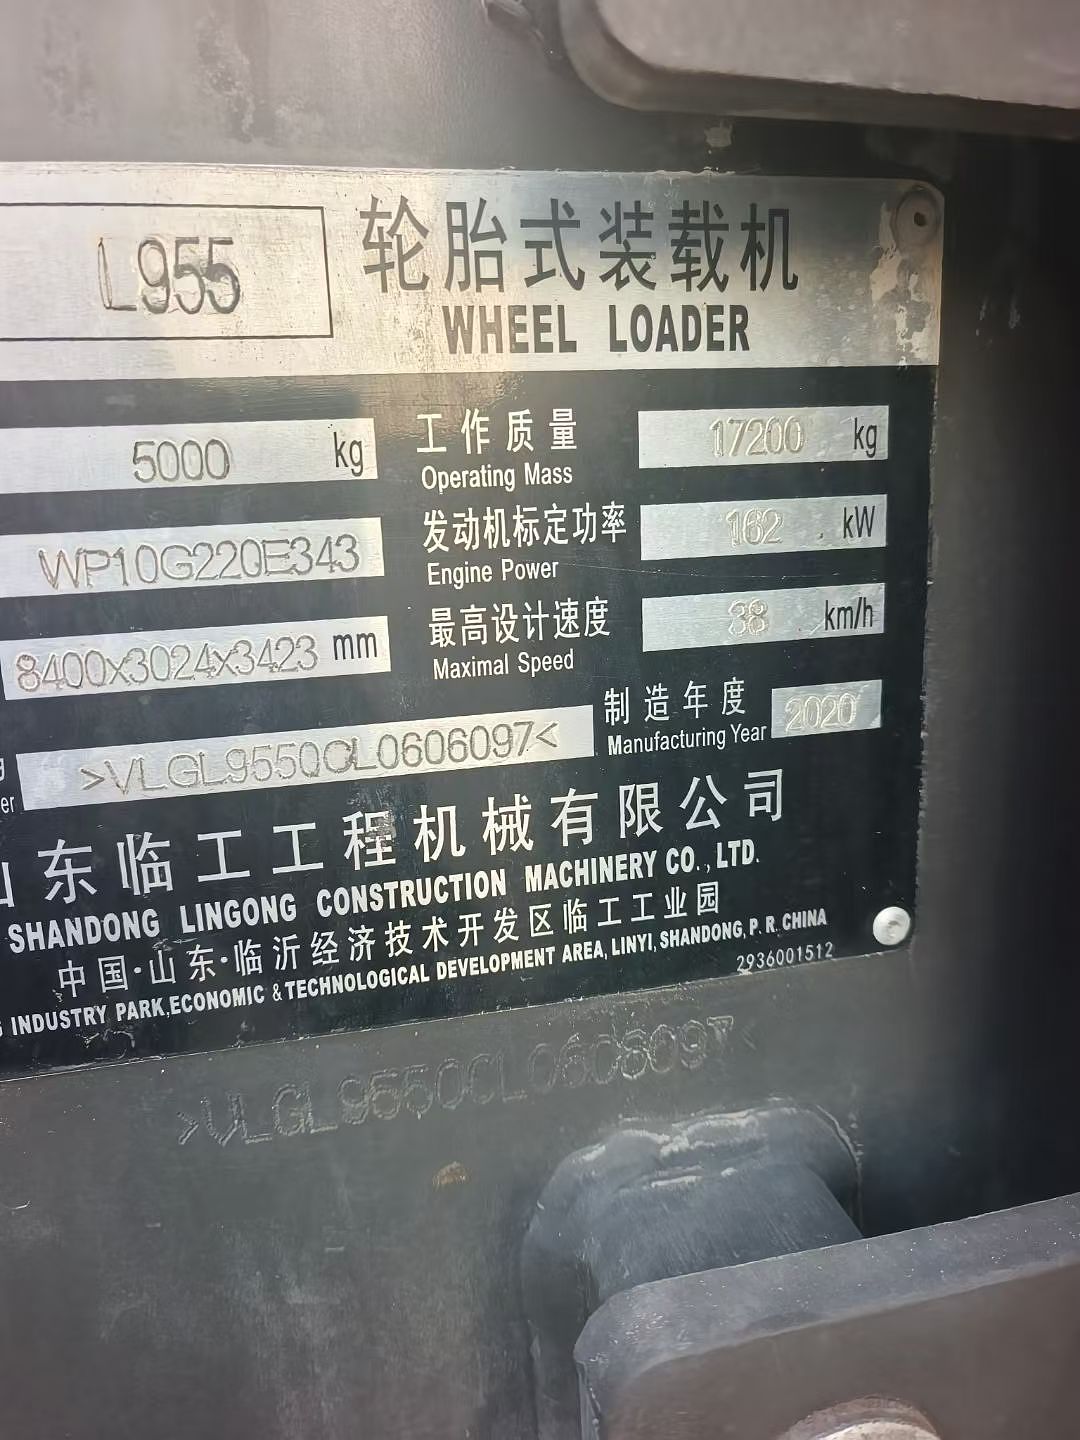 L955
轮胎式装载机
WHEEL LOADER
5000 kg
工作质量
Operating Mass
17200 kg
WP10G220E343
发动机标定功率
Engine Power
162 kW
8400x3024x3423 mm
最高设计速度
Maximal Speed
38 km/h
>VLGL9550CL0606097<
制造年度
Manufacturing Year
2020
东临工工程机械有限公司
SHANDONG LINGONG CONSTRUCTION MACHINERY CO.,LTD.
中国·山东·临沂经济技术开发区临工工业园
INDUSTRY PARK,ECONOMIC & TECHNOLOGICAL DEVELOPMENT AREA, LINYI, SHANDONG, P. R. CHINA
2936001512
>VLGL9550CL0606097<